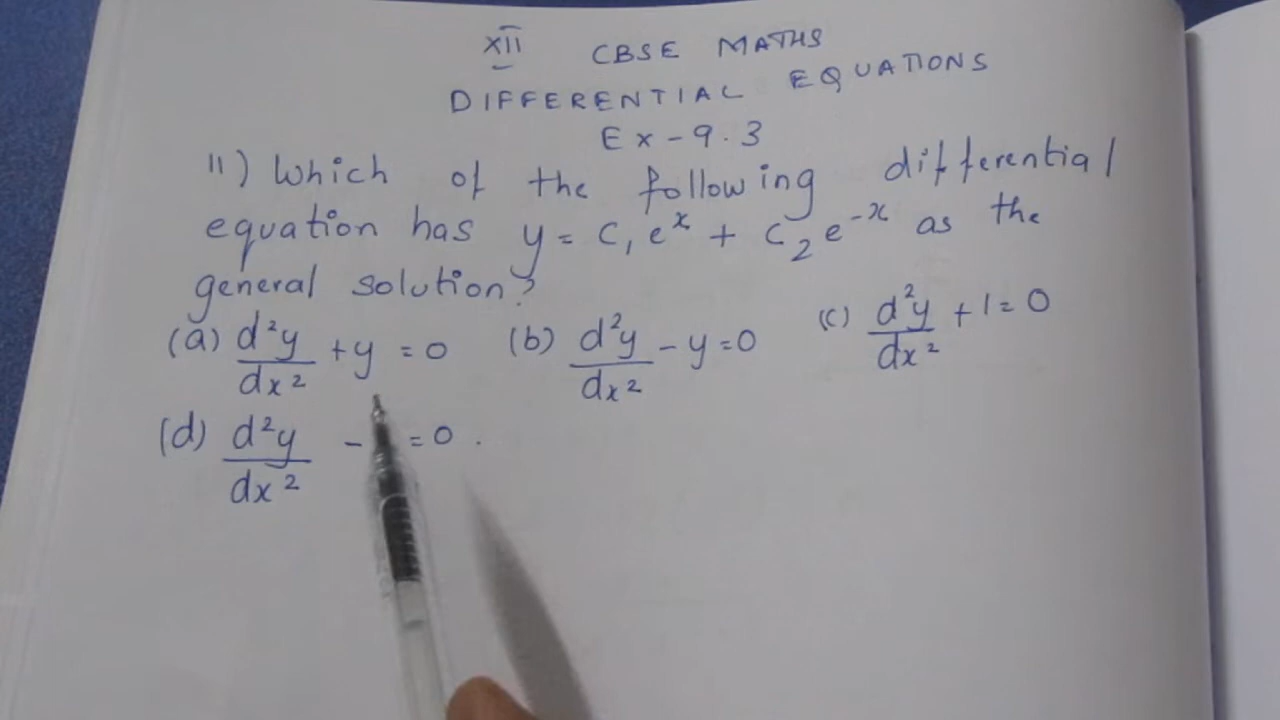 XII CBSE MATHS
DIFFERENTIAL EQUATIONS
Ex-9.3
11) Which of the following differential
equation has y = C₁eˣ + C₂e⁻ˣ as the
general solution?
(a) d²y/dx² + y = 0 (b) d²y/dx² - y = 0 (c) d²y/dx² + 1 = 0
(d) d²y/dx² - = 0 .